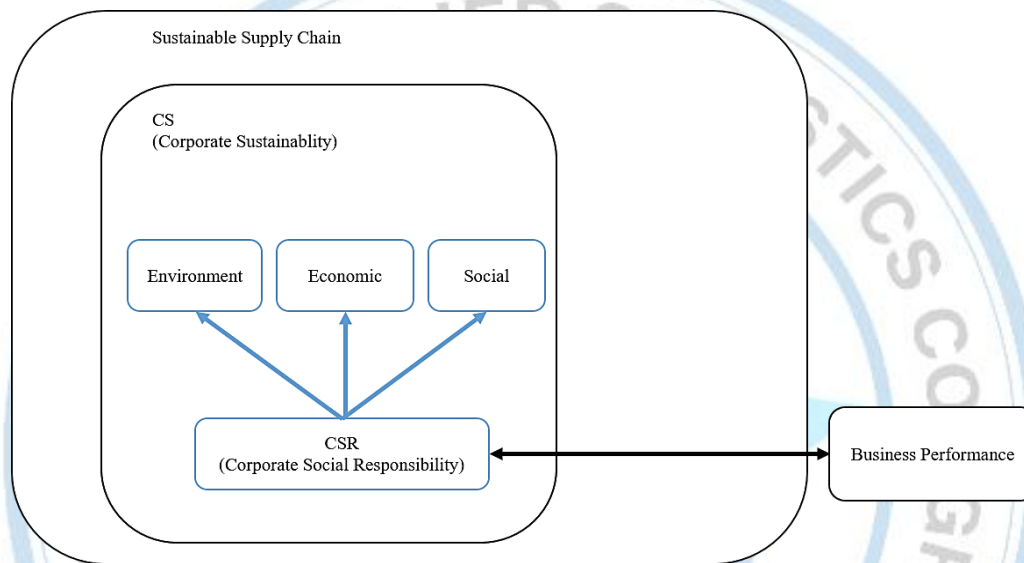 Sustainable Supply Chain
CS
(Corporate Sustainablity)
Environment
Economic
Social
CSR
(Corporate Social Responsibility)
Business Performance